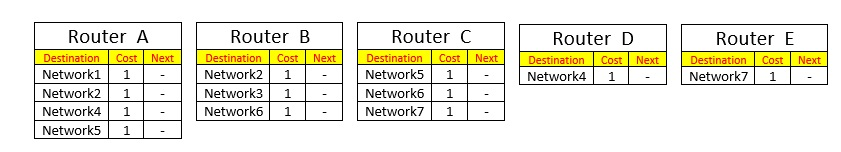 Router A
Destination Cost Next
Network1 1 -
Network2 1 -
Network4 1 -
Network5 1 -
Router B
Destination Cost Next
Network2 1 -
Network3 1 -
Network6 1 -
Router C
Destination Cost Next
Network5 1 -
Network6 1 -
Network7 1 -
Router D
Destination Cost Next
Network4 1 -
Router E
Destination Cost Next
Network7 1 -